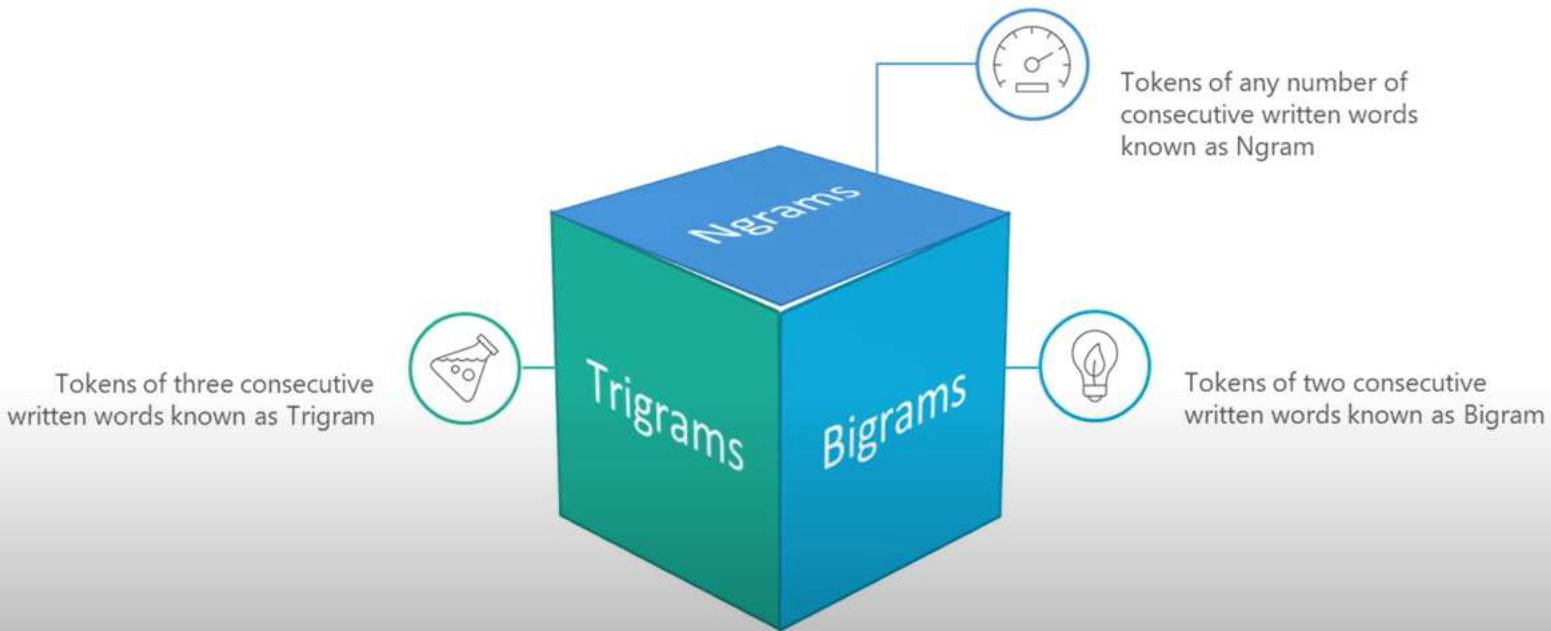 Tokens of any number of
consecutive written words
known as Ngram
Ngrams
Trigrams
Bigrams
Tokens of three consecutive
written words known as Trigram
Tokens of two consecutive
written words known as Bigram